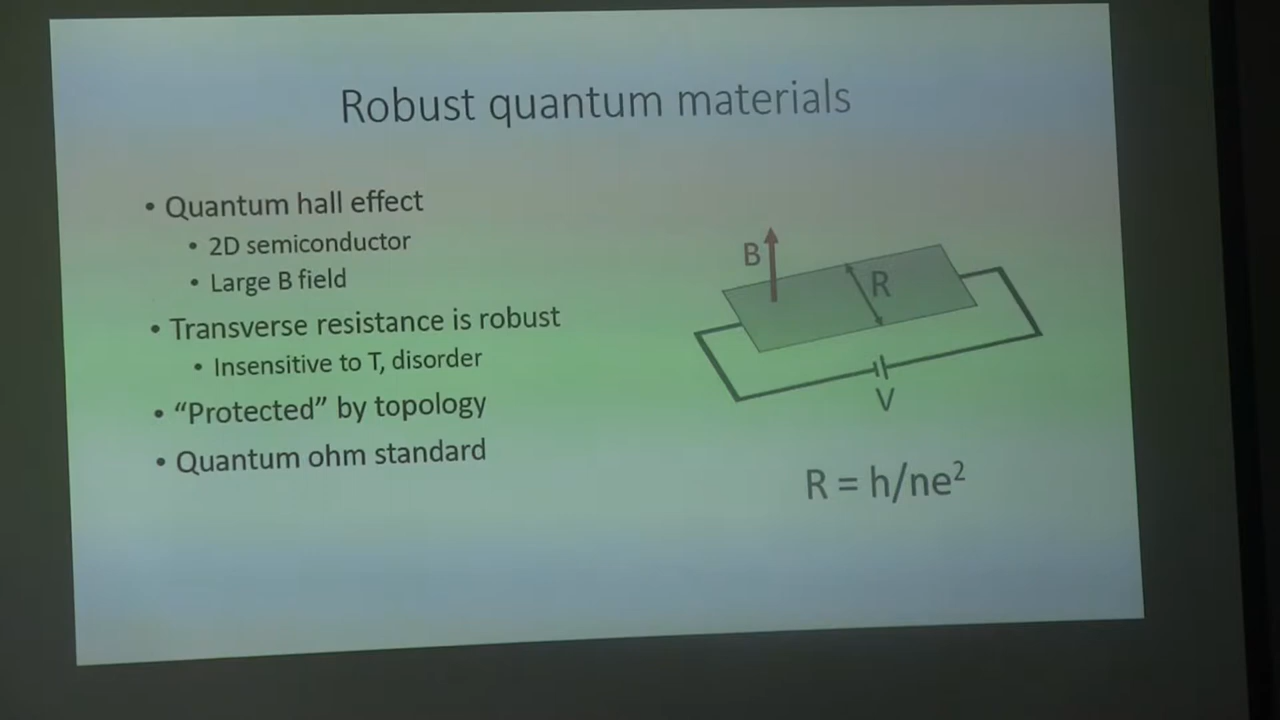 Robust quantum materials
• Quantum hall effect
• 2D semiconductor
• Large B field
• Transverse resistance is robust
• Insensitive to T, disorder
• “Protected” by topology
• Quantum ohm standard
B
R
V
R = h/ne²